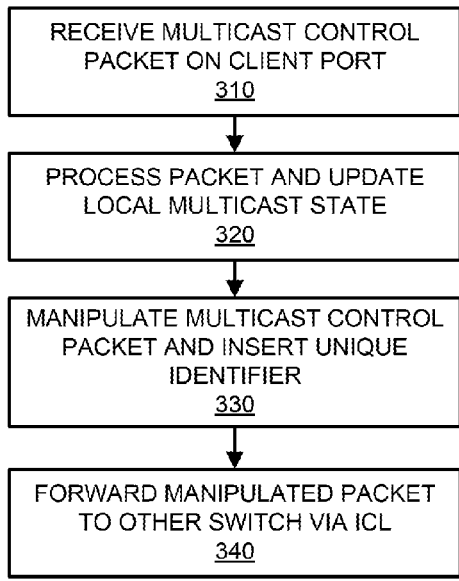 RECEIVE MULTICAST CONTROL
PACKET ON CLIENT PORT
310
PROCESS PACKET AND UPDATE
LOCAL MULTICAST STATE
320
MANIPULATE MULTICAST CONTROL
PACKET AND INSERT UNIQUE
IDENTIFIER
330
FORWARD MANIPULATED PACKET
TO OTHER SWITCH VIA ICL
340